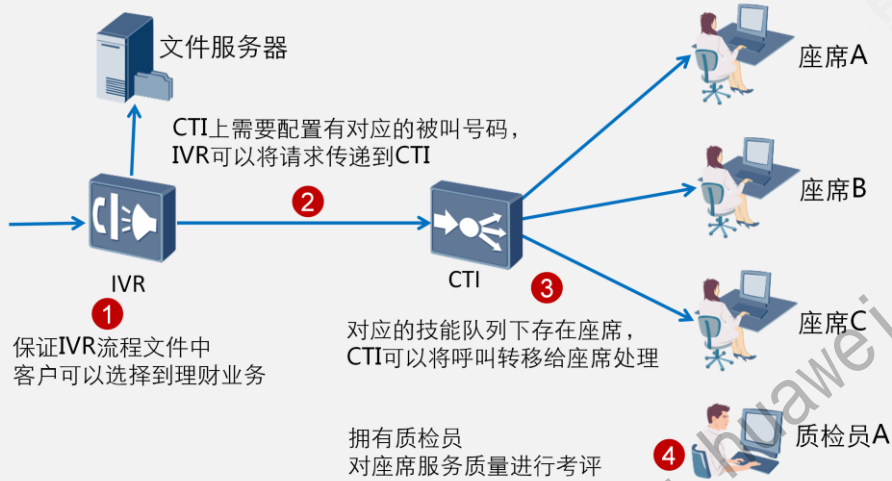 文件服务器
座席A
CTI上需要配置有对应的被叫号码，
IVR可以将请求传递到CTI
座席B
2
IVR
CTI
1
3
保证IVR流程文件中
客户可以选择到理财业务
对应的技能队列下存在座席，
CTI可以将呼叫转移给座席处理
座席C
拥有质检员
对座席服务质量进行考评
4
质检员A
huawei